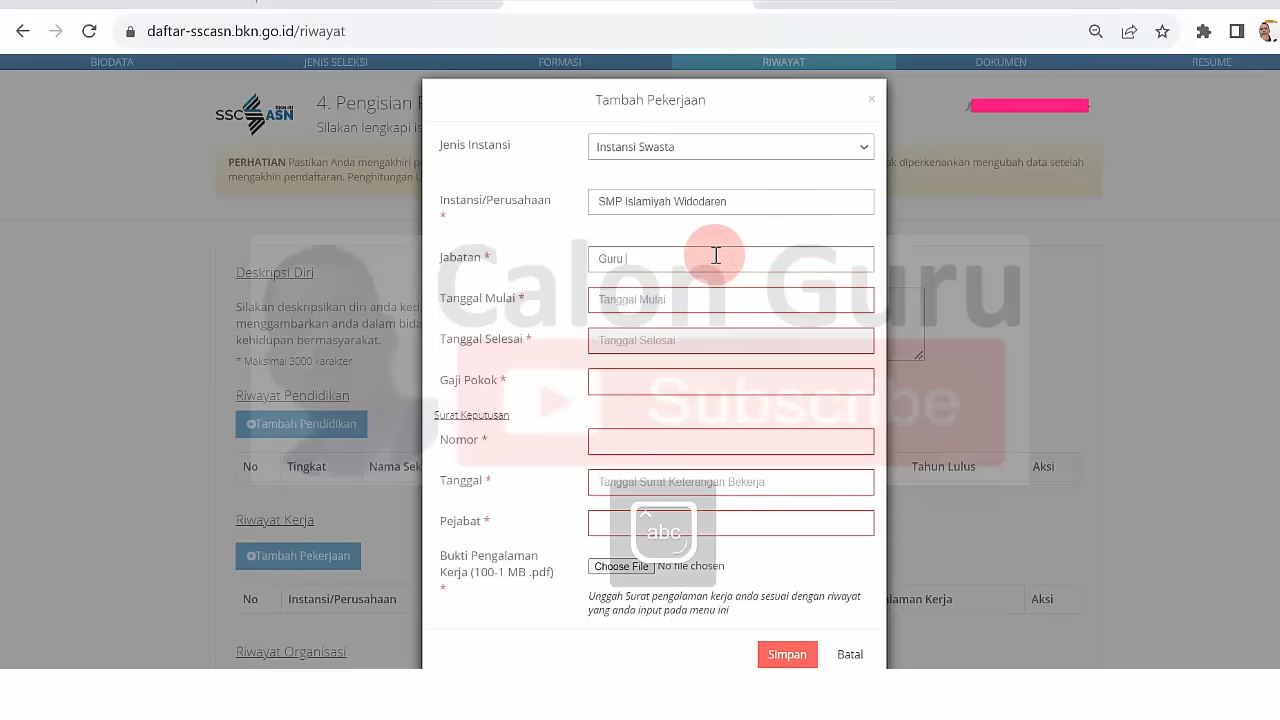 daftar-sscasn.bkn.go.id/riwayat
BIODATA
JENIS SELEKSI
FORMASI
RIWAYAT
DOKUMEN
RESUME
SSC ASN BKN-RI
4. Pengisian
Silakan lengkapi
PERHATIAN Pastikan Anda mengakhiri
mengakhiri pendaftaran. Penghitungan
diperkenankan mengubah data setelah
Tambah Pekerjaan
×
Jenis Instansi
Instansi Swasta
Instansi/Perusahaan
*
SMP Islamiyah Widodaren
Jabatan *
Guru
Tanggal Mulai *
Tanggal Mulai
Tanggal Selesai *
Tanggal Selesai
Gaji Pokok *
Surat Keputusan
Nomor *
Tanggal *
Tanggal Surat Keterangan Bekerja
Pejabat *
Bukti Pengalaman
Kerja (100-1 MB .pdf)
*
Choose File No file chosen
Unggah Surat pengalaman kerja anda sesuai dengan riwayat
yang anda input pada menu ini
Simpan
Batal
Calon Guru
Subscribe
abc
Deskripsi Diri
Silakan deskripsikan diri anda
menggambarkan anda dalam
kehidupan bermasyarakat.
* Maksimal 3000 karakter
Riwayat Pendidikan
Tambah Pendidikan
No
Tingkat
Nama
Tahun Lulus
Aksi
Riwayat Kerja
Tambah Pekerjaan
No
Instansi/Perusahaan
Kerja
Aksi
Riwayat Organisasi